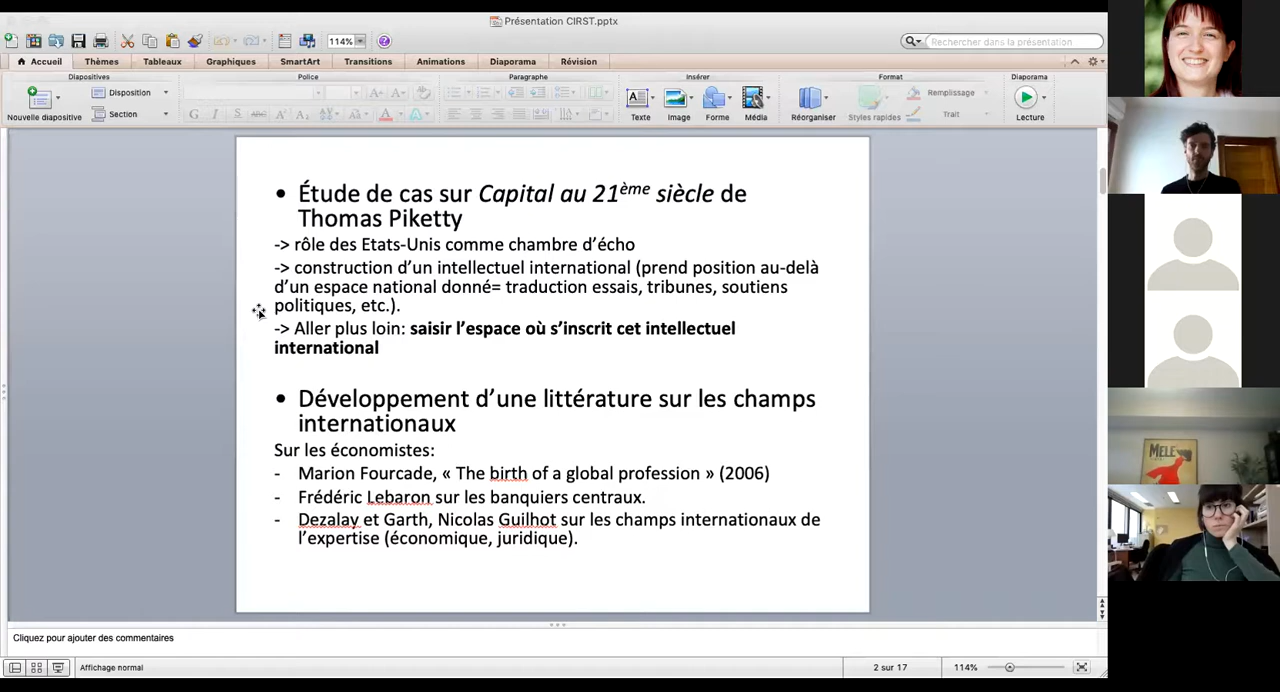 Présentation CIRST.pptx
114%
Rechercher dans la présentation
Accueil Thèmes Tableaux Graphiques SmartArt Transitions Animations Diaporama Révision
Diapositives Police Paragraphe Insérer Format Diaporama
Nouvelle diapositive
Disposition
Section
G I S
Texte Image Forme Média
Réorganiser Styles rapides
Remplissage
Trait
Lecture
• Étude de cas sur Capital au 21ème siècle de
Thomas Piketty
-> rôle des Etats-Unis comme chambre d’écho
-> construction d’un intellectuel international (prend position au-delà
d’un espace national donné= traduction essais, tribunes, soutiens
politiques, etc.).
-> Aller plus loin: saisir l’espace où s’inscrit cet intellectuel
international
• Développement d’une littérature sur les champs
internationaux
Sur les économistes:
- Marion Fourcade, « The birth of a global profession » (2006)
- Frédéric Lebaron sur les banquiers centraux.
- Dezalay et Garth, Nicolas Guilhot sur les champs internationaux de
l’expertise (économique, juridique).
Cliquez pour ajouter des commentaires
Affichage normal
2 sur 17
114%
MELE